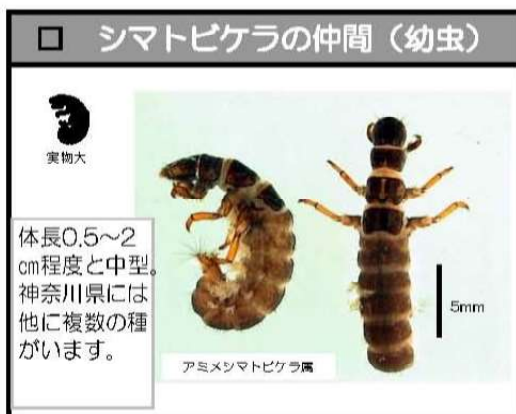 □ シマトビケラの仲間（幼虫）
実物大
体長0.5～2
cm程度と中型。
神奈川県には
他に複数の種
がいます。
5mm
アミメシマトビケラ属